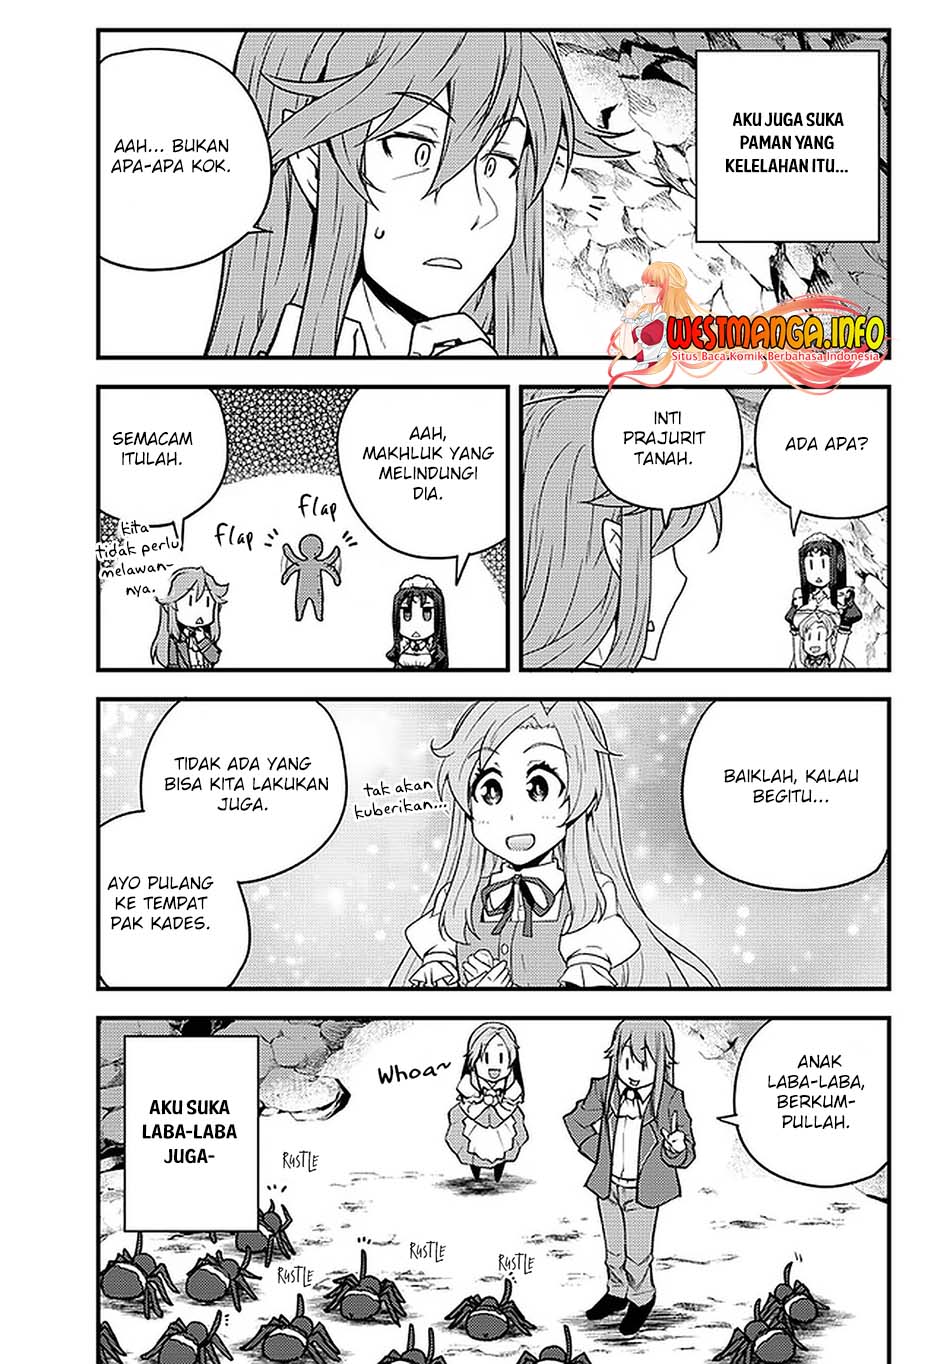 AKU JUGA SUKA
PAMAN YANG
KELELAHAN ITU...
AAH... BUKAN
APA-APA KOK.
WESTMANGA.INFO
Situs Baca Komik Berbahasa Indonesia
ADA APA?
INTI
PRAJURIT
TANAH.
AAH,
MAKHLUK YANG
MELINDUNGI
DIA.
flap
flap
SEMACAM
ITULAH.
kita
tidak perlu
melawan-
nya.
BAIKLAH, KALAU
BEGITU...
tak akan
kuberikan...
TIDAK ADA YANG
BISA KITA LAKUKAN
JUGA.
AYO PULANG
KE TEMPAT
PAK KADES.
ANAK
LABA-LABA,
BERKUM-
PULLAH.
Whoa~
AKU SUKA
LABA-LABA
JUGA-
RUSTLE
RUSTLE
RUSTLE
RUSTLE